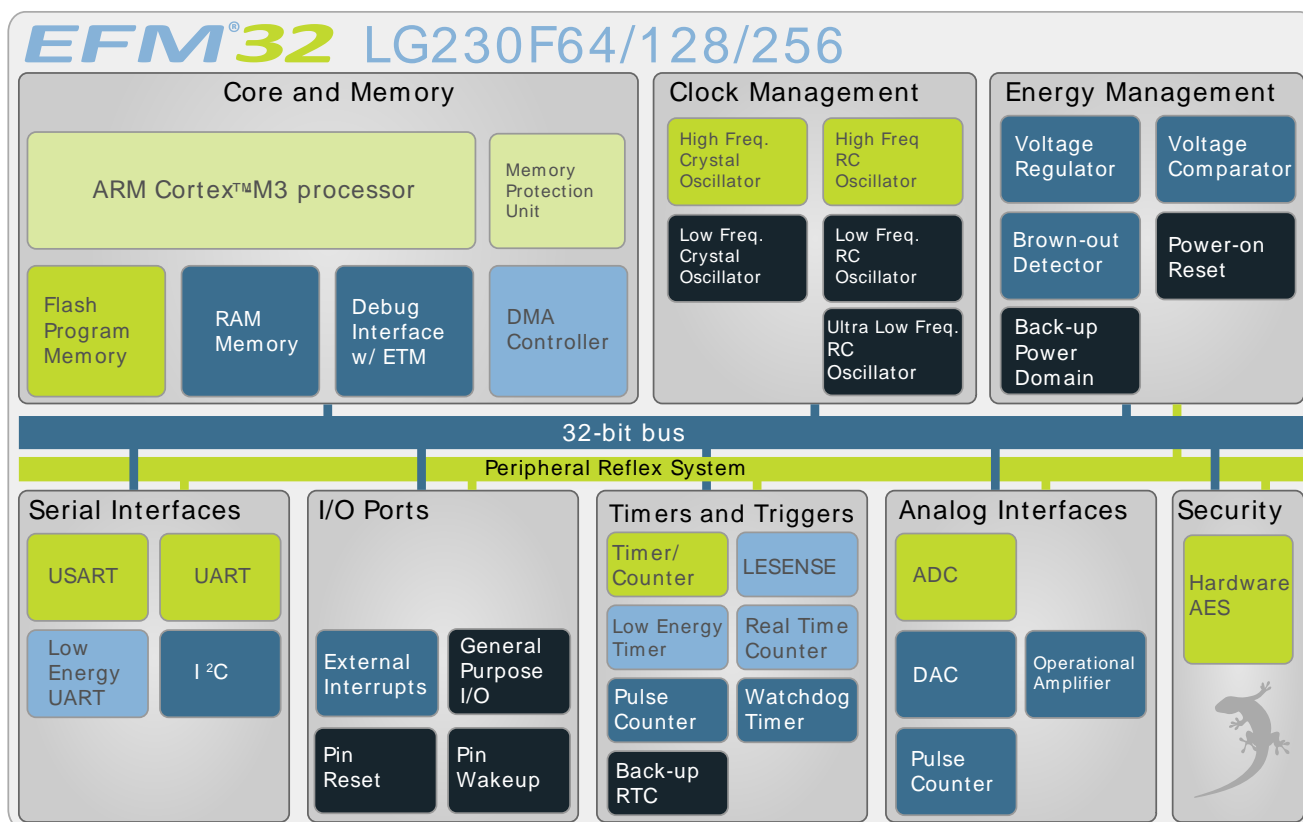 EFM®32 LG230F64/128/256
Core and Memory
ARM Cortex™M3 processor
Memory
Protection
Unit
Flash
Program
Memory
RAM
Memory
Debug
Interface
w/ ETM
DMA
Controller
Clock Management
High Freq.
Crystal
Oscillator
High Freq
RC
Oscillator
Low Freq.
Crystal
Oscillator
Low Freq.
RC
Oscillator
Ultra Low Freq.
RC
Oscillator
Energy Management
Voltage
Regulator
Voltage
Comparator
Brown-out
Detector
Power-on
Reset
Back-up
Power
Domain
32-bit bus
Peripheral Reflex System
Serial Interfaces
USART
UART
Low
Energy
UART
I ²C
I/O Ports
External
Interrupts
General
Purpose
I/O
Pin
Reset
Pin
Wakeup
Timers and Triggers
Timer/
Counter
LESENSE
Low Energy
Timer
Real Time
Counter
Pulse
Counter
Watchdog
Timer
Back-up
RTC
Analog Interfaces
ADC
DAC
Operational
Amplifier
Pulse
Counter
Security
Hardware
AES